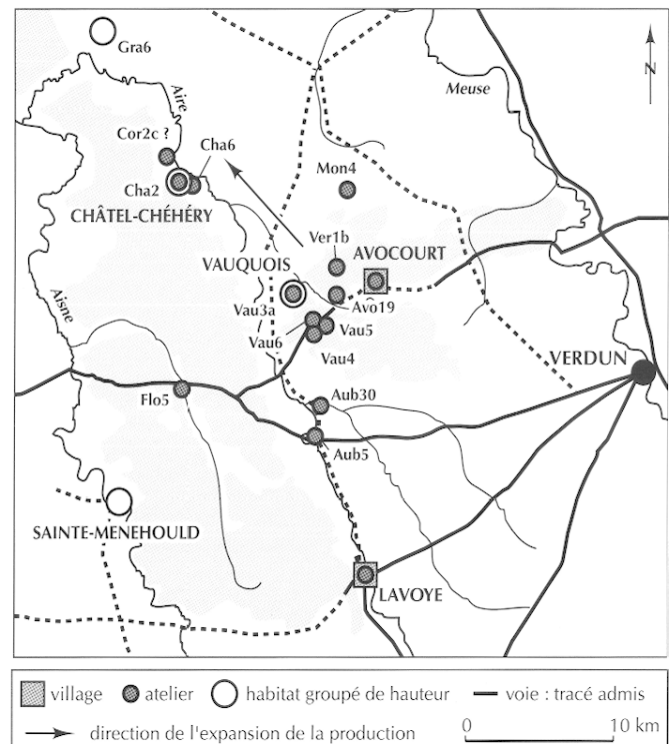 Gra6
N
Meuse
Aire
Cor2c ?
Cha6
Mon4
Cha2
CHÂTEL-CHÉHÉRY
Ver1b
AVOCOURT
VAUQUOIS
Aisne
Vau3a
Avo19
Vau6
Vau5
Vau4
VERDUN
Flo5
Aub30
Aub5
SAINTE-MENEHOULD
LAVOYE
village
atelier
habitat groupé de hauteur
voie : tracé admis
direction de l'expansion de la production
0
10 km